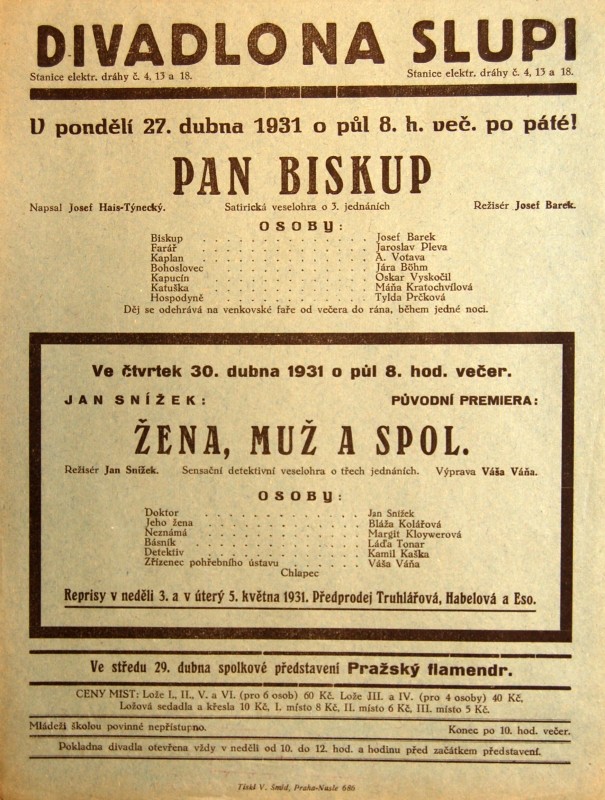 DIVADLO NA SLUPI
Stanice elektr. dráhy č. 4, 13 a 18. Stanice elektr. dráhy č. 4, 13 a 18.
V pondělí 27. dubna 1931 o půl 8. h. več. po páté!
PAN BISKUP
Napsal Josef Hais-Týnecký. Satirická veselohra o 3. jednáních Režisér Josef Barek.
OSOBY:
Biskup . . . . . . . . . . . . Josef Barek
Farář . . . . . . . . . . . . Jaroslav Pleva
Kaplan . . . . . . . . . . . . A. Votava
Bohoslovec . . . . . . . . . . . . Jára Böhm
Kapucín . . . . . . . . . . . . Oskar Vyskočil
Katuška . . . . . . . . . . . . Máňa Kratochvílová
Hospodyně . . . . . . . . . . . . Tylda Prčková
Děj se odehrává na venkovské faře od večera do rána, během jedné noci.
Ve čtvrtek 30. dubna 1931 o půl 8. hod. večer.
JAN SNÍŽEK: PŮVODNÍ PREMIERA:
ŽENA, MUŽ A SPOL.
Režisér Jan Snížek. Sensační detektivní veselohra o třech jednáních. Výprava Váša Váňa.
OSOBY:
Doktor . . . . . . . . . . . Jan Snížek
Jeho žena . . . . . . . . . . . Bláža Kolářová
Neznámá . . . . . . . . . . . Margit Kloywerová
Básník . . . . . . . . . . . Láďa Tonar
Detektiv . . . . . . . . . . . Kamil Kaška
Zřízenec pohřebního ústavu . . . . . Váša Váňa
Chlapec
Reprisy v neděli 3. a v úterý 5. května 1931. Předprodej Truhlářová, Habelová a Eso.
Ve středu 29. dubna spolkové představení Pražský flamendr.
CENY MIST: Lože I., II., V. a VI. (pro 6 osob) 60 Kč, Lože III. a IV. (pro 4 osoby) 40 Kč,
Ložová sedadla a křesla 10 Kč, I. místo 8 Kč, II. místo 6 Kč, III. místo 5 Kč.
Mládeži školou povinné nepřístupno. Konec po 10. hod. večer.
Pokladna divadla otevřena vždy v neděli od 10. do 12. hod. a hodinu před začátkem představení.
Tiskl V. Šmíd, Praha-Nusle 686